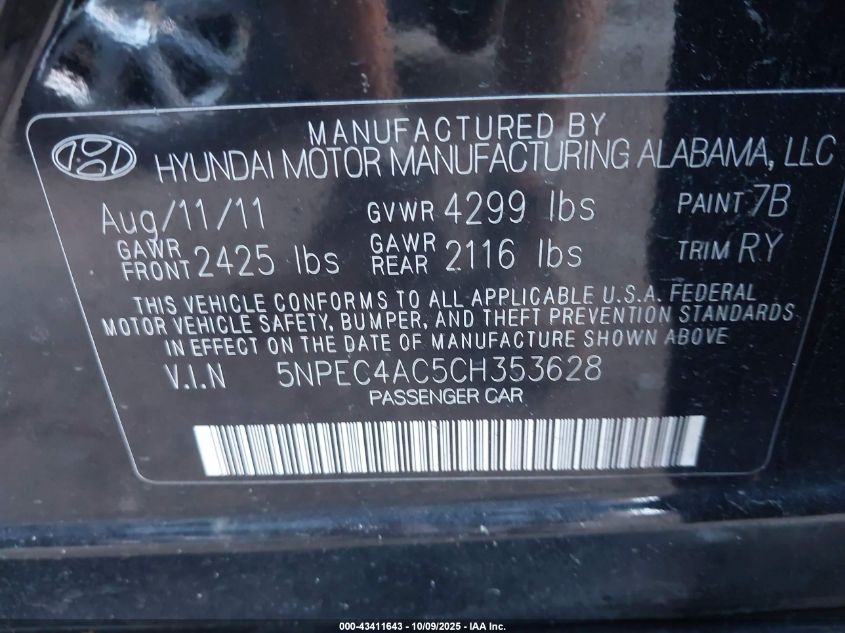 MANUFACTURED BY
HYUNDAI MOTOR MANUFACTURING ALABAMA, LLC
Aug/11/11 GVWR 4299 lbs PAINT 7B
GAWR FRONT 2425 lbs GAWR REAR 2116 lbs TRIM RY
THIS VEHICLE CONFORMS TO ALL APPLICABLE U.S.A. FEDERAL
MOTOR VEHICLE SAFETY, BUMPER, AND THEFT PREVENTION STANDARDS
IN EFFECT ON THE DATE OF MANUFACTURE SHOWN ABOVE
V.I.N 5NPEC4AC5CH353628
PASSENGER CAR
000-43411643 - 10/09/2025 - IAA Inc.